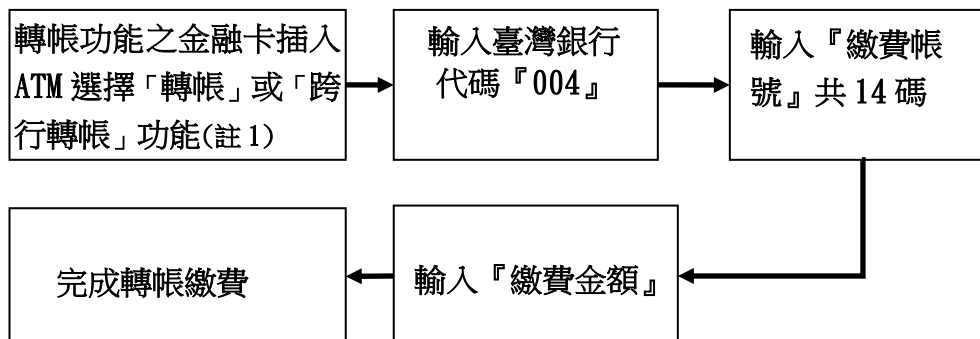 轉帳功能之金融卡插入
ATM 選擇「轉帳」或「跨
行轉帳」功能(註 1)
輸入臺灣銀行
代碼『004』
輸入『繳費帳
號』共 14 碼
輸入『繳費金額』
完成轉帳繳費